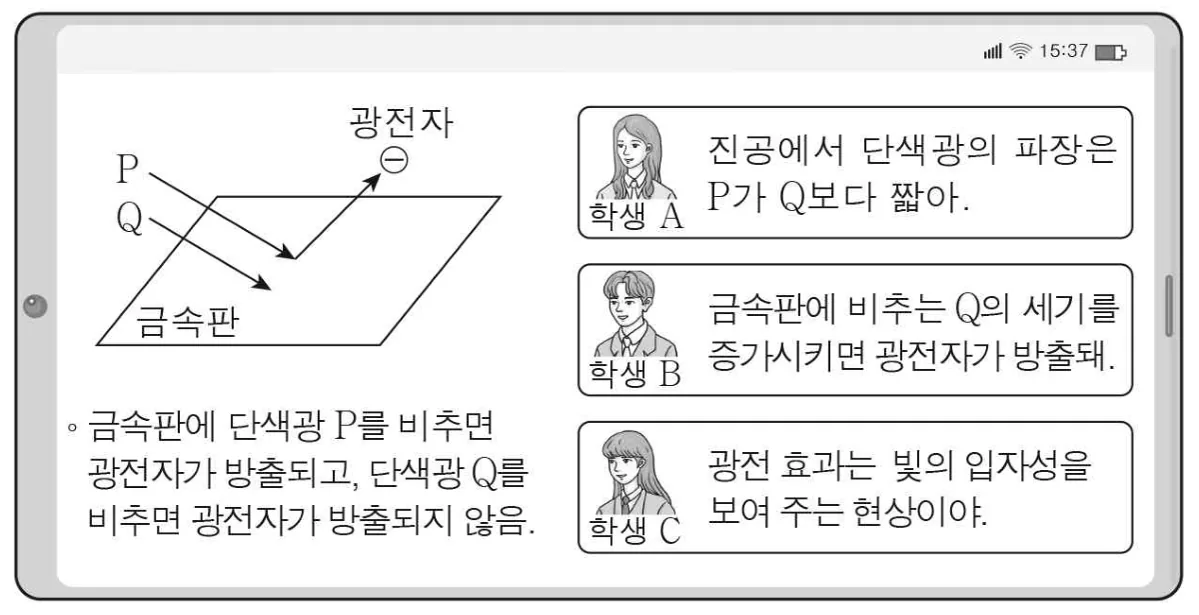 15:37
광전자
P
Q
금속판
◦ 금속판에 단색광 P를 비추면
광전자가 방출되고, 단색광 Q를
비추면 광전자가 방출되지 않음.
진공에서 단색광의 파장은
P가 Q보다 짧아.
학생 A
금속판에 비추는 Q의 세기를
증가시키면 광전자가 방출돼.
학생 B
광전 효과는 빛의 입자성을
보여 주는 현상이야.
학생 C